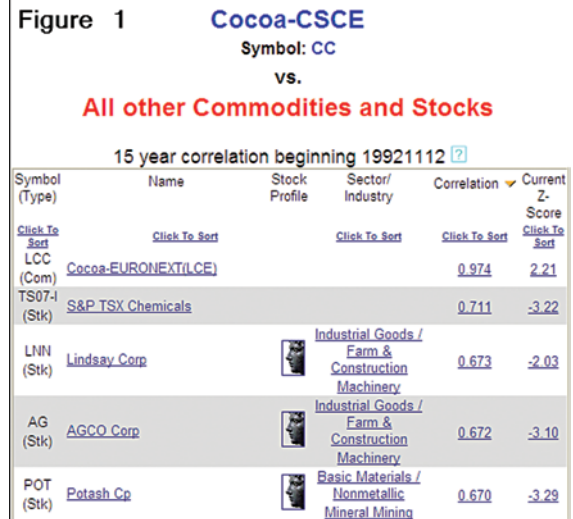 Figure 1
Cocoa-CSCE
Symbol: CC
vs.
All other Commodities and Stocks
15 year correlation beginning 19921112 ?
Symbol (Type) Name Stock Profile Sector/ Industry Correlation Current Z-Score
Click To Sort Click To Sort Click To Sort Click To Sort Click To Sort
LCC (Com) Cocoa-EURONEXT(LCE) 0.974 2.21
TS07-I (Stk) S&P TSX Chemicals 0.711 -3.22
LNN (Stk) Lindsay Corp Industrial Goods / Farm & Construction Machinery 0.673 -2.03
AG (Stk) AGCO Corp Industrial Goods / Farm & Construction Machinery 0.672 -3.10
POT (Stk) Potash Cp Basic Materials / Nonmetallic Mineral Mining 0.670 -3.29